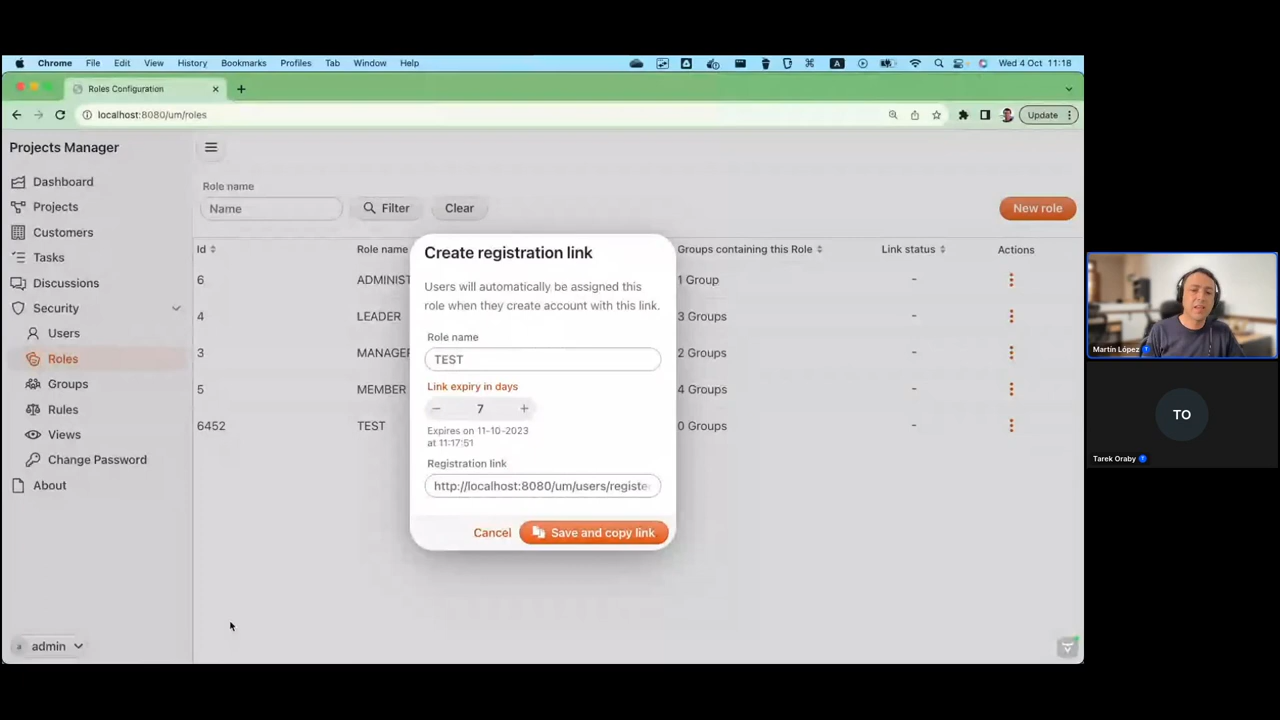 Chrome File Edit View History Bookmarks Profiles Tab Window Help A Wed 4 Oct 11:18
Roles Configuration
localhost:8080/um/roles Update
Projects Manager
Dashboard
Projects
Customers
Tasks
Discussions
Security
Users
Roles
Groups
Rules
Views
Change Password
About
a admin
Role name
Name Filter Clear New role
Id Role name Groups containing this Role Link status Actions
6 ADMINIST 1 Group -
4 LEADER 3 Groups -
3 MANAGER 2 Groups -
5 MEMBER 4 Groups -
6452 TEST 0 Groups -
Create registration link
Users will automatically be assigned this
role when they create account with this link.
Role name
TEST
Link expiry in days
− 7 +
Expires on 11-10-2023
at 11:17:51
Registration link
http://localhost:8080/um/users/registe
Cancel Save and copy link
Martín López
TO
Tarek Oraby